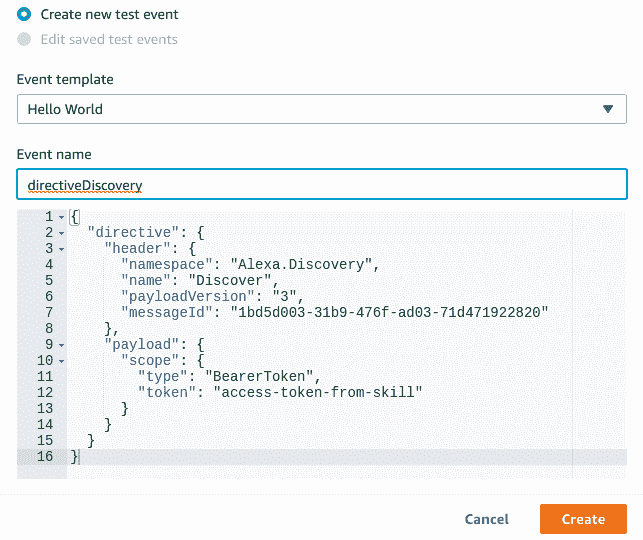 Create new test event
Edit saved test events
Event template
Hello World
Event name
directiveDiscovery
1 {
2 "directive": {
3 "header": {
4 "namespace": "Alexa.Discovery",
5 "name": "Discover",
6 "payloadVersion": "3",
7 "messageId": "1bd5d003-31b9-476f-ad03-71d471922820"
8 },
9 "payload": {
10 "scope": {
11 "type": "BearerToken",
12 "token": "access-token-from-skill"
13 }
14 }
15 }
16 }
Cancel Create